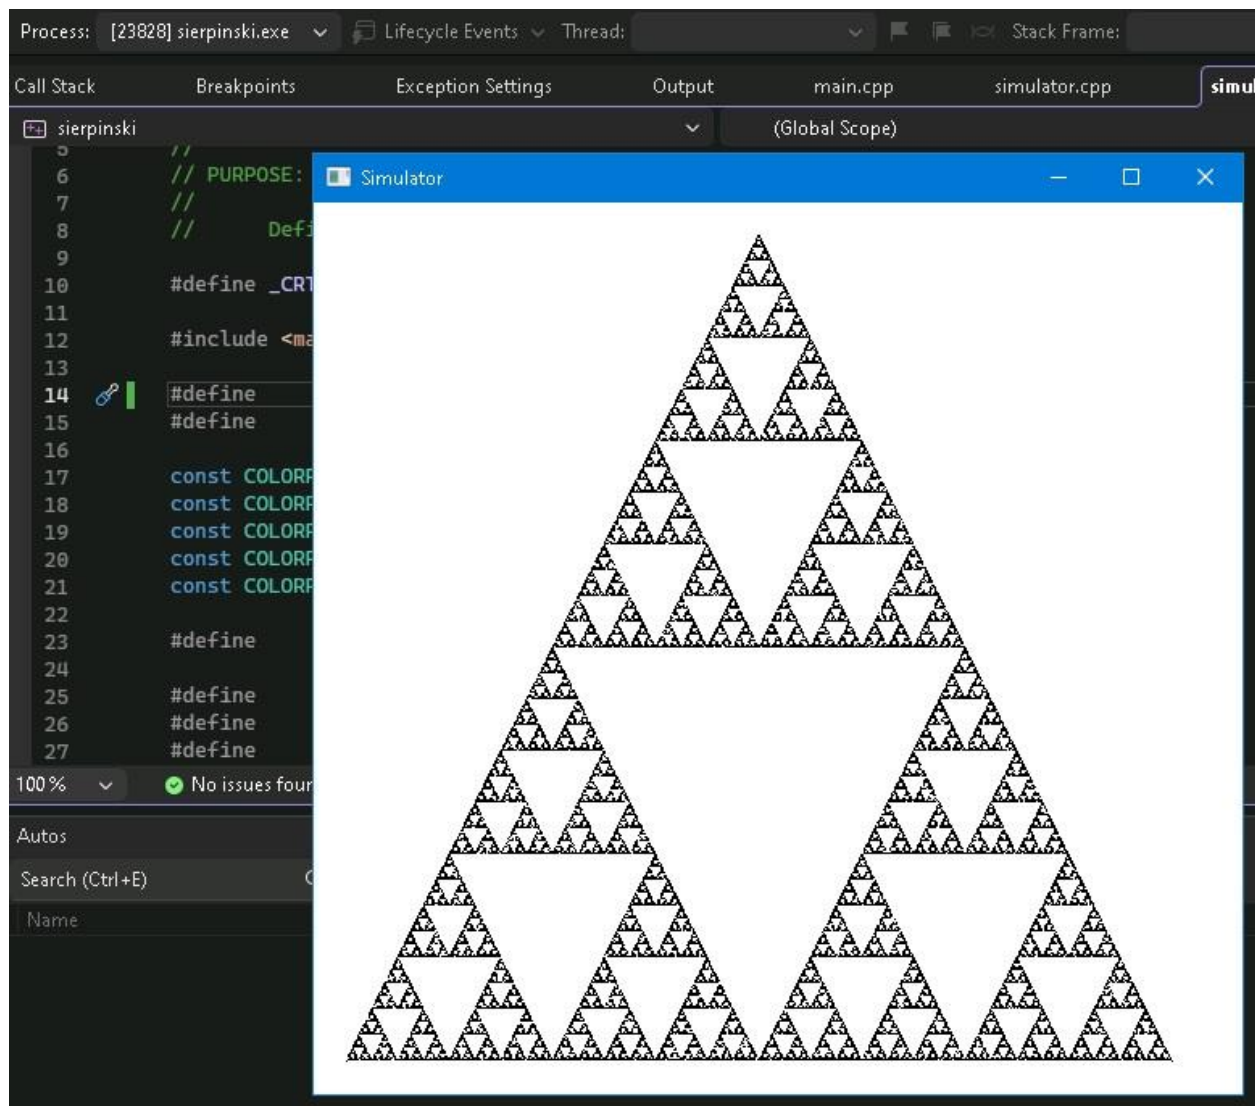 Process: [23828] sierpinski.exe Lifecycle Events Thread: Stack Frame:
Call Stack Breakpoints Exception Settings Output main.cpp simulator.cpp simul
sierpinski (Global Scope)
5 //
6 // PURPOSE:
7 //
8 // Defi
9
10 #define _CRT
11
12 #include <ma
13
14 #define
15 #define
16
17 const COLORR
18 const COLORR
19 const COLORR
20 const COLORR
21 const COLORR
22
23 #define
24
25 #define
26 #define
27 #define
100% No issues four
Autos
Search (Ctrl+E)
Name
Simulator